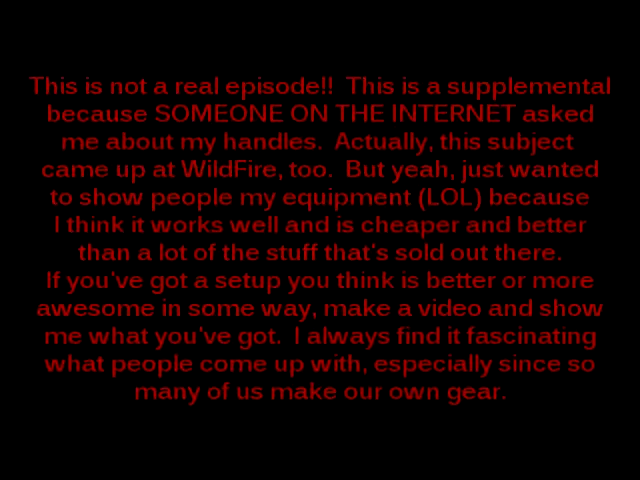 This is not a real episode!!  This is a supplemental
because SOMEONE ON THE INTERNET asked
me about my handles.  Actually, this subject
came up at WildFire, too.  But yeah, just wanted
to show people my equipment (LOL) because
I think it works well and is cheaper and better
than a lot of the stuff that's sold out there.
If you've got a setup you think is better or more
awesome in some way, make a video and show
me what you've got.  I always find it fascinating
what people come up with, especially since so
many of us make our own gear.